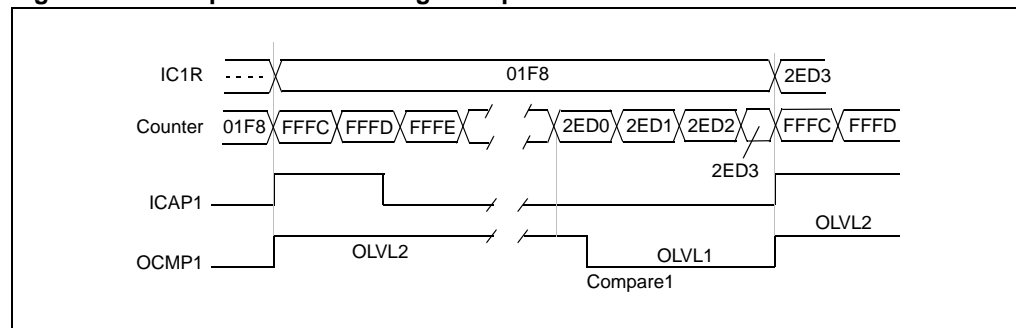 IC1R 01F8 2ED3
Counter 01F8 FFFC FFFD FFFE 2ED0 2ED1 2ED2 FFFC FFFD
2ED3
ICAP1
OLVL2
OCMP1 OLVL2 OLVL1
Compare1